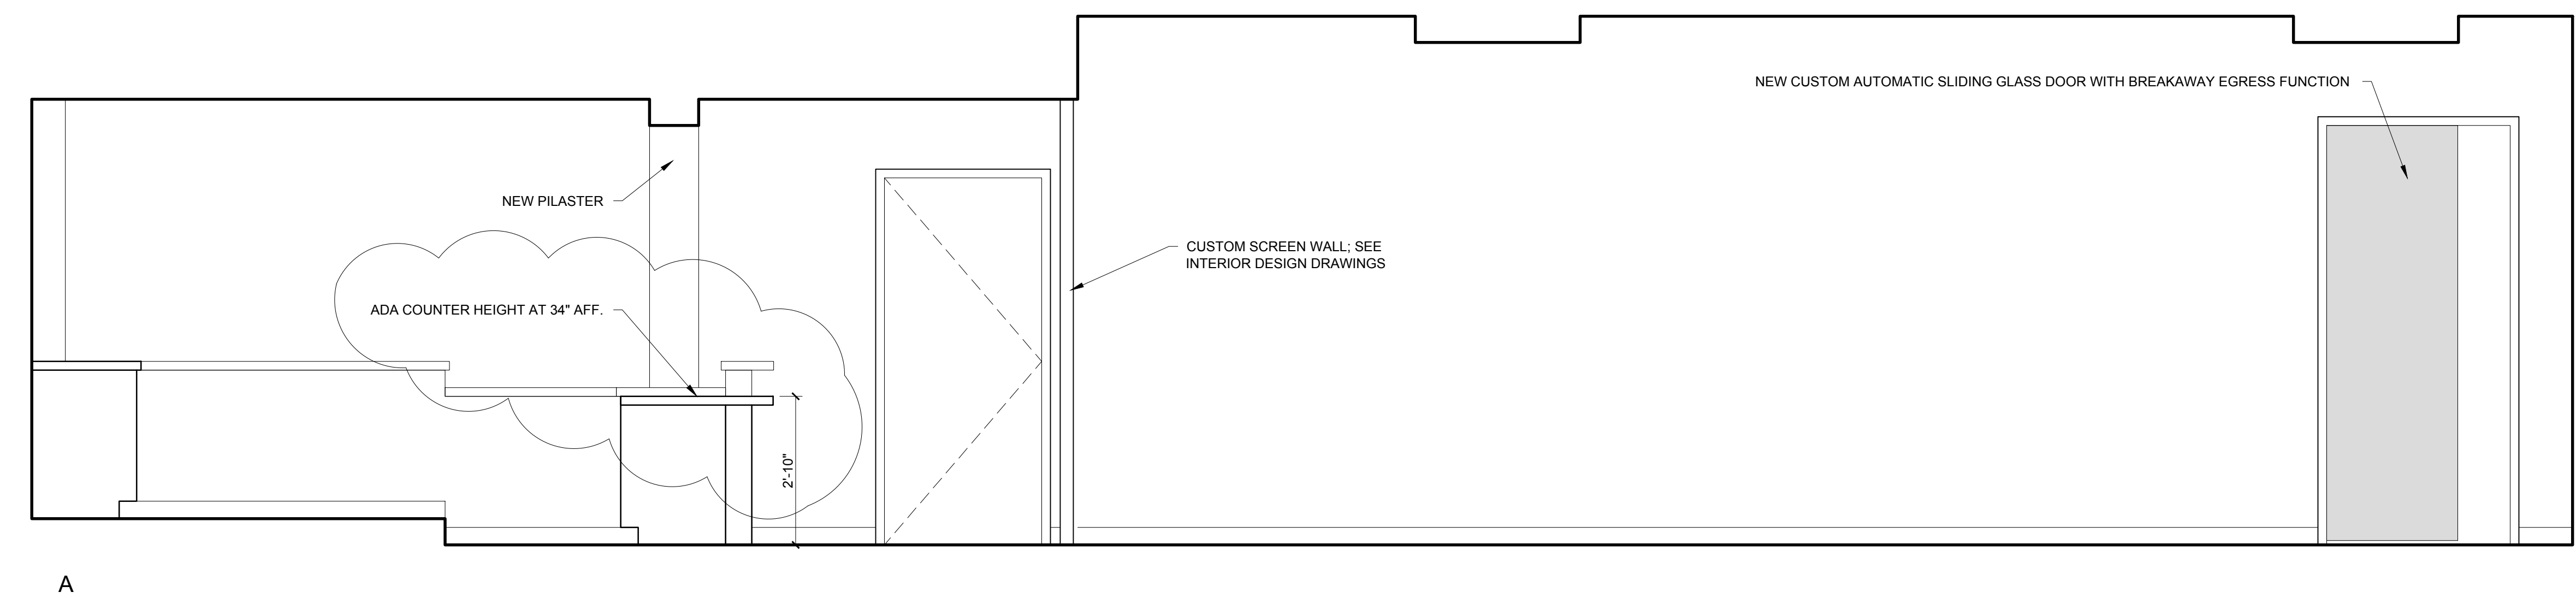 NEW CUSTOM AUTOMATIC SLIDING GLASS DOOR WITH BREAKAWAY EGRESS FUNCTION
NEW PILASTER
CUSTOM SCREEN WALL; SEE
INTERIOR DESIGN DRAWINGS
ADA COUNTER HEIGHT AT 34" AFF.
2'-10"
A